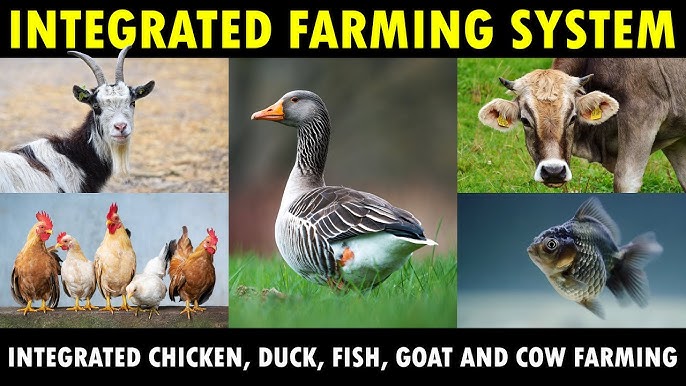 INTEGRATED FARMING SYSTEM
INTEGRATED CHICKEN, DUCK, FISH, GOAT AND COW FARMING